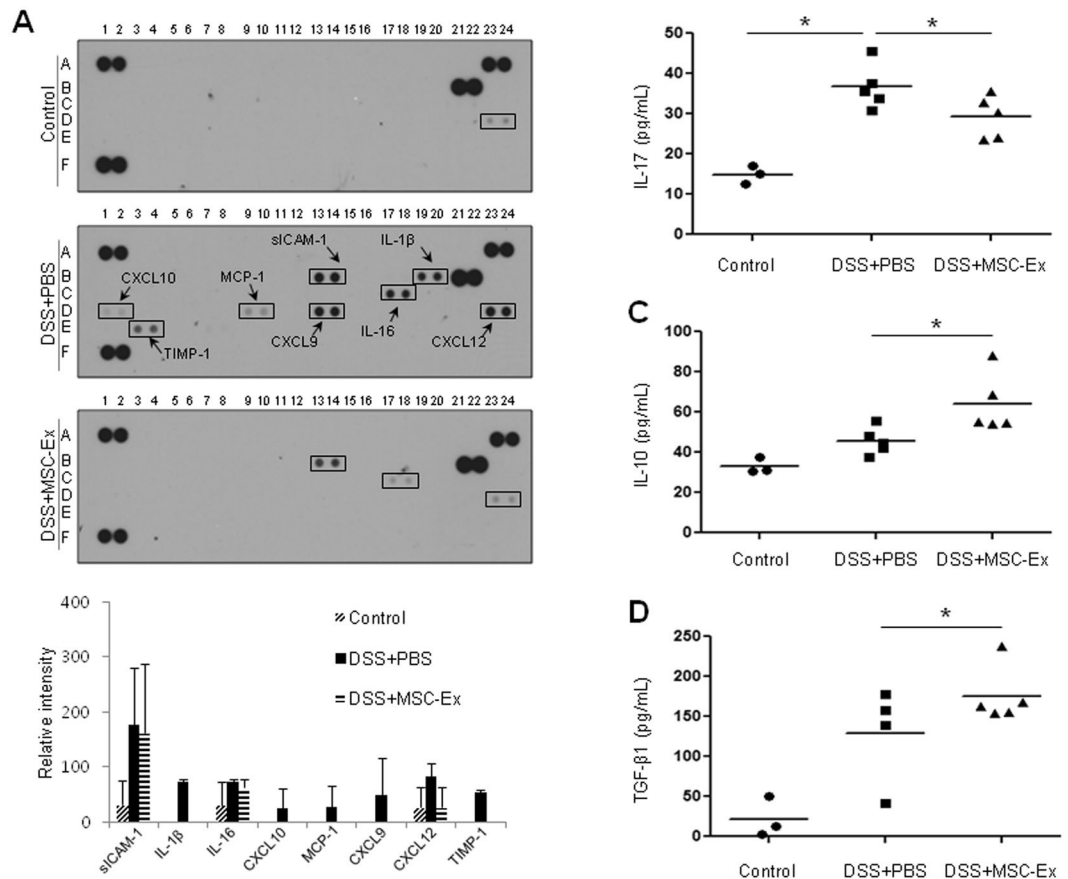 A
1 2 3 4 5 6 7 8 9 10 11 12 13 14 15 16 17 18 19 20 21 22 23 24
Control
A
B
C
D
E
F
1 2 3 4 5 6 7 8 9 10 11 12 13 14 15 16 17 18 19 20 21 22 23 24
DSS+PBS
A
B
C
D
E
F
sICAM-1
IL-1β
CXCL10
MCP-1
TIMP-1
CXCL9
IL-16
CXCL12
1 2 3 4 5 6 7 8 9 10 11 12 13 14 15 16 17 18 19 20 21 22 23 24
DSS+MSC-Ex
A
B
C
D
E
F
Relative intensity
400
300
200
100
0
Control
DSS+PBS
DSS+MSC-Ex
sICAM-1 IL-1β IL-16 CXCL10 MCP-1 CXCL9 CXCL12 TIMP-1
IL-17 (pg/mL)
50
40
30
20
10
0
* *
Control DSS+PBS DSS+MSC-Ex
C
IL-10 (pg/mL)
100
80
60
40
20
0
*
Control DSS+PBS DSS+MSC-Ex
D
TGF-β1 (pg/mL)
250
200
150
100
50
0
*
Control DSS+PBS DSS+MSC-Ex